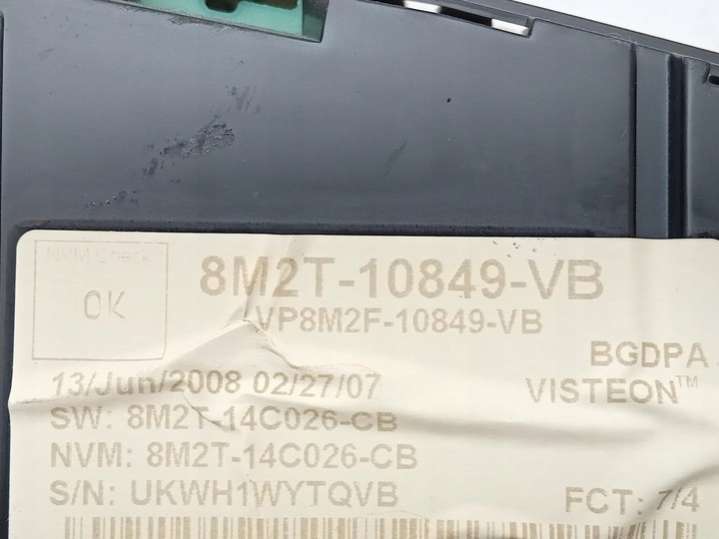 NVM Check
OK
8M2T-10849-VB
VP8M2F-10849-VB
BGDPA
13/Jun/2008 02/27/07
VISTEON™
SW: 8M2T-14C026-CB
NVM: 8M2T-14C026-CB
S/N: UKWH1WYTQVB
FCT: 7/4